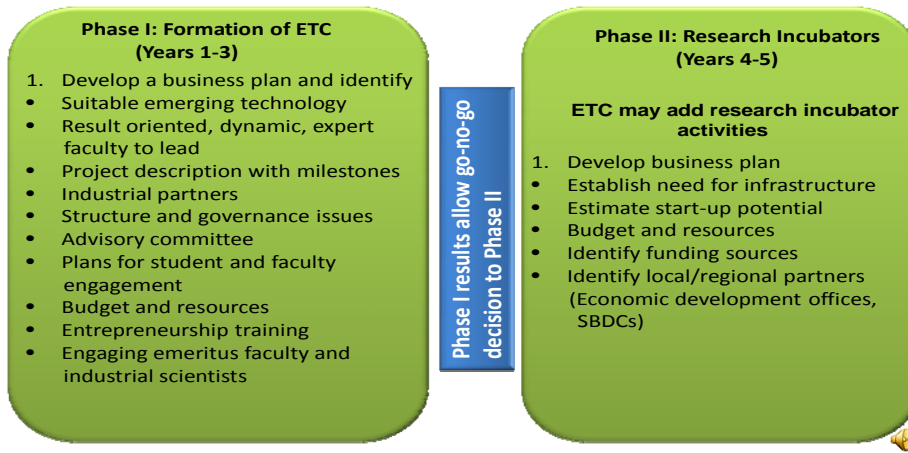 Phase I: Formation of ETC
(Years 1-3)
1. Develop a business plan and identify
• Suitable emerging technology
• Result oriented, dynamic, expert
faculty to lead
• Project description with milestones
• Industrial partners
• Structure and governance issues
• Advisory committee
• Plans for student and faculty
engagement
• Budget and resources
• Entrepreneurship training
• Engaging emeritus faculty and
industrial scientists
Phase I results allow go-no-go
decision to Phase II
Phase II: Research Incubators
(Years 4-5)
ETC may add research incubator
activities
1. Develop business plan
• Establish need for infrastructure
• Estimate start-up potential
• Budget and resources
• Identify funding sources
• Identify local/regional partners
(Economic development offices,
SBDCs)